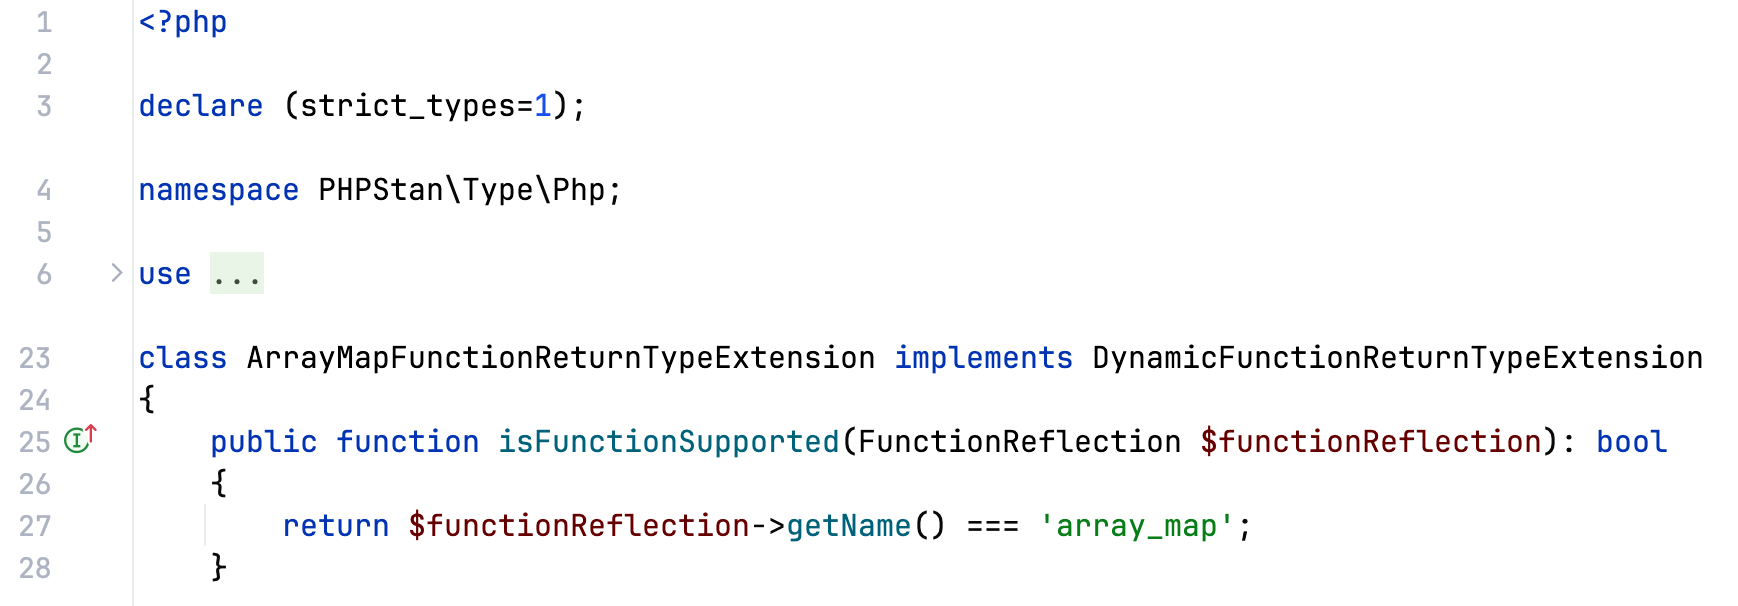 1 <?php
2
3 declare (strict_types=1);
4 namespace PHPStan\Type\Php;
5
6 use ...
23 class ArrayMapFunctionReturnTypeExtension implements DynamicFunctionReturnTypeExtension
24 {
25 I public function isFunctionSupported(FunctionReflection $functionReflection): bool
26 {
27 return $functionReflection->getName() === 'array_map';
28 }